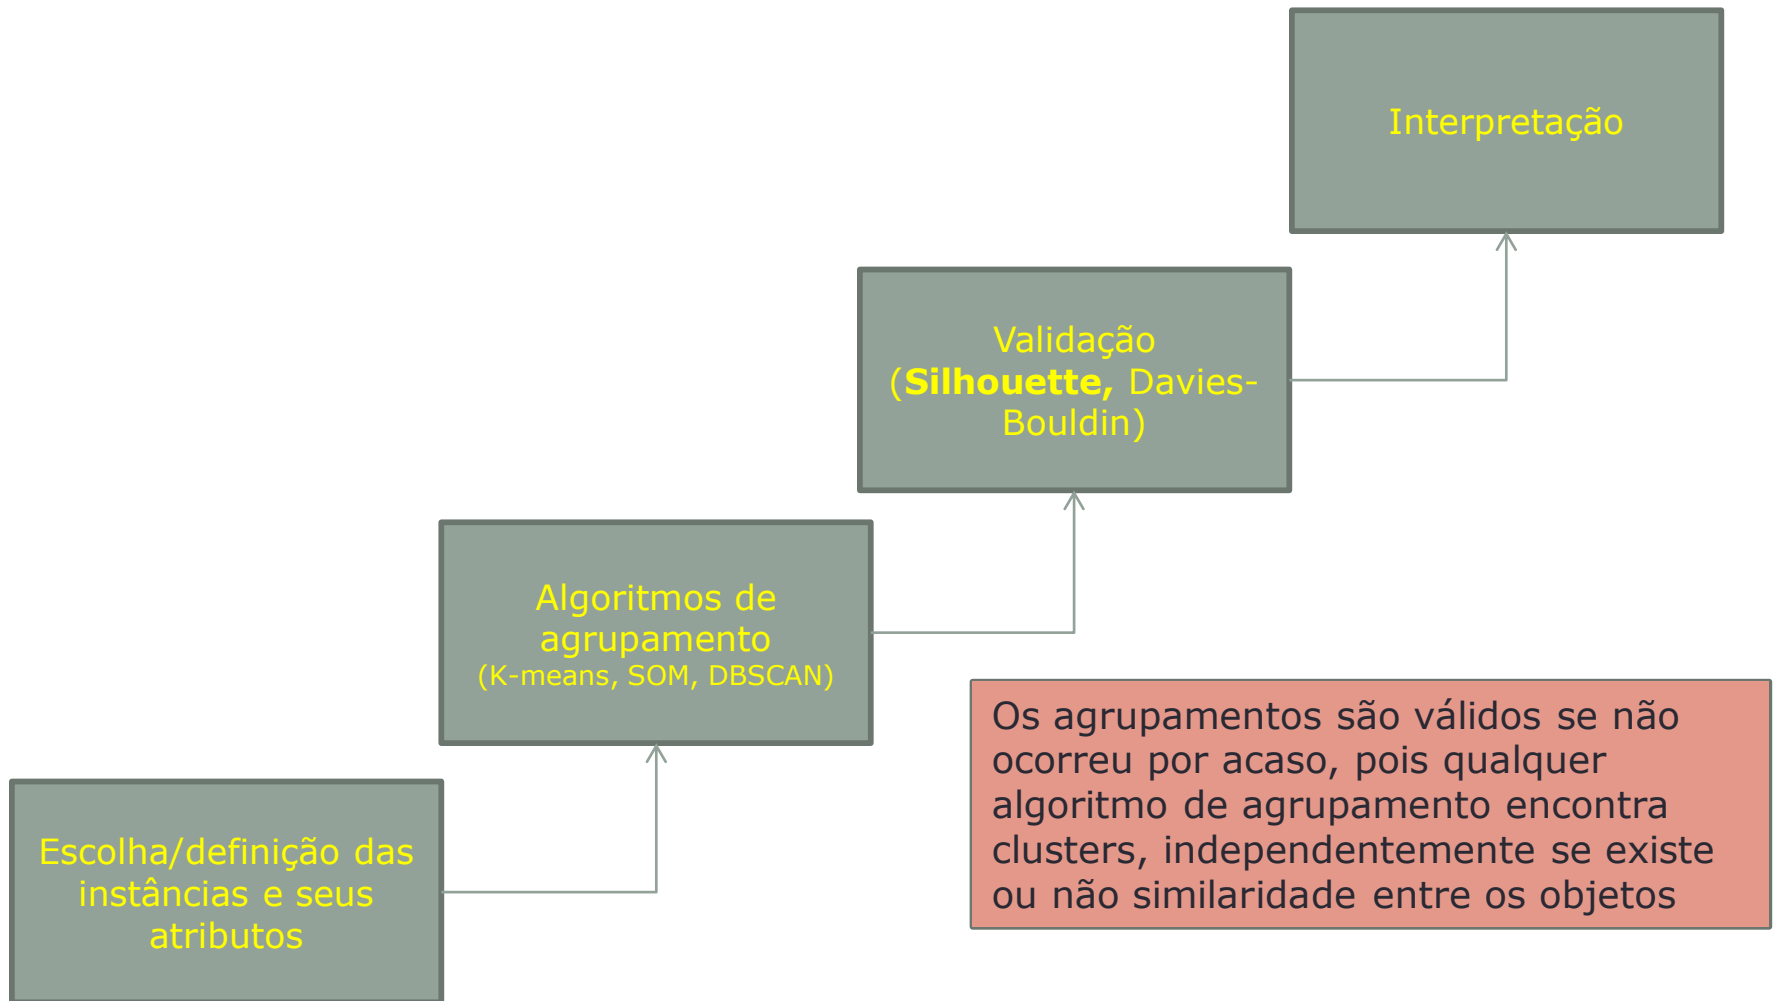 Interpretação
Validação
(Silhouette, Davies-
Bouldin)
Algoritmos de
agrupamento
(K-means, SOM, DBSCAN)
Os agrupamentos são válidos se não
ocorreu por acaso, pois qualquer
algoritmo de agrupamento encontra
clusters, independentemente se existe
ou não similaridade entre os objetos
Escolha/definição das
instâncias e seus
atributos